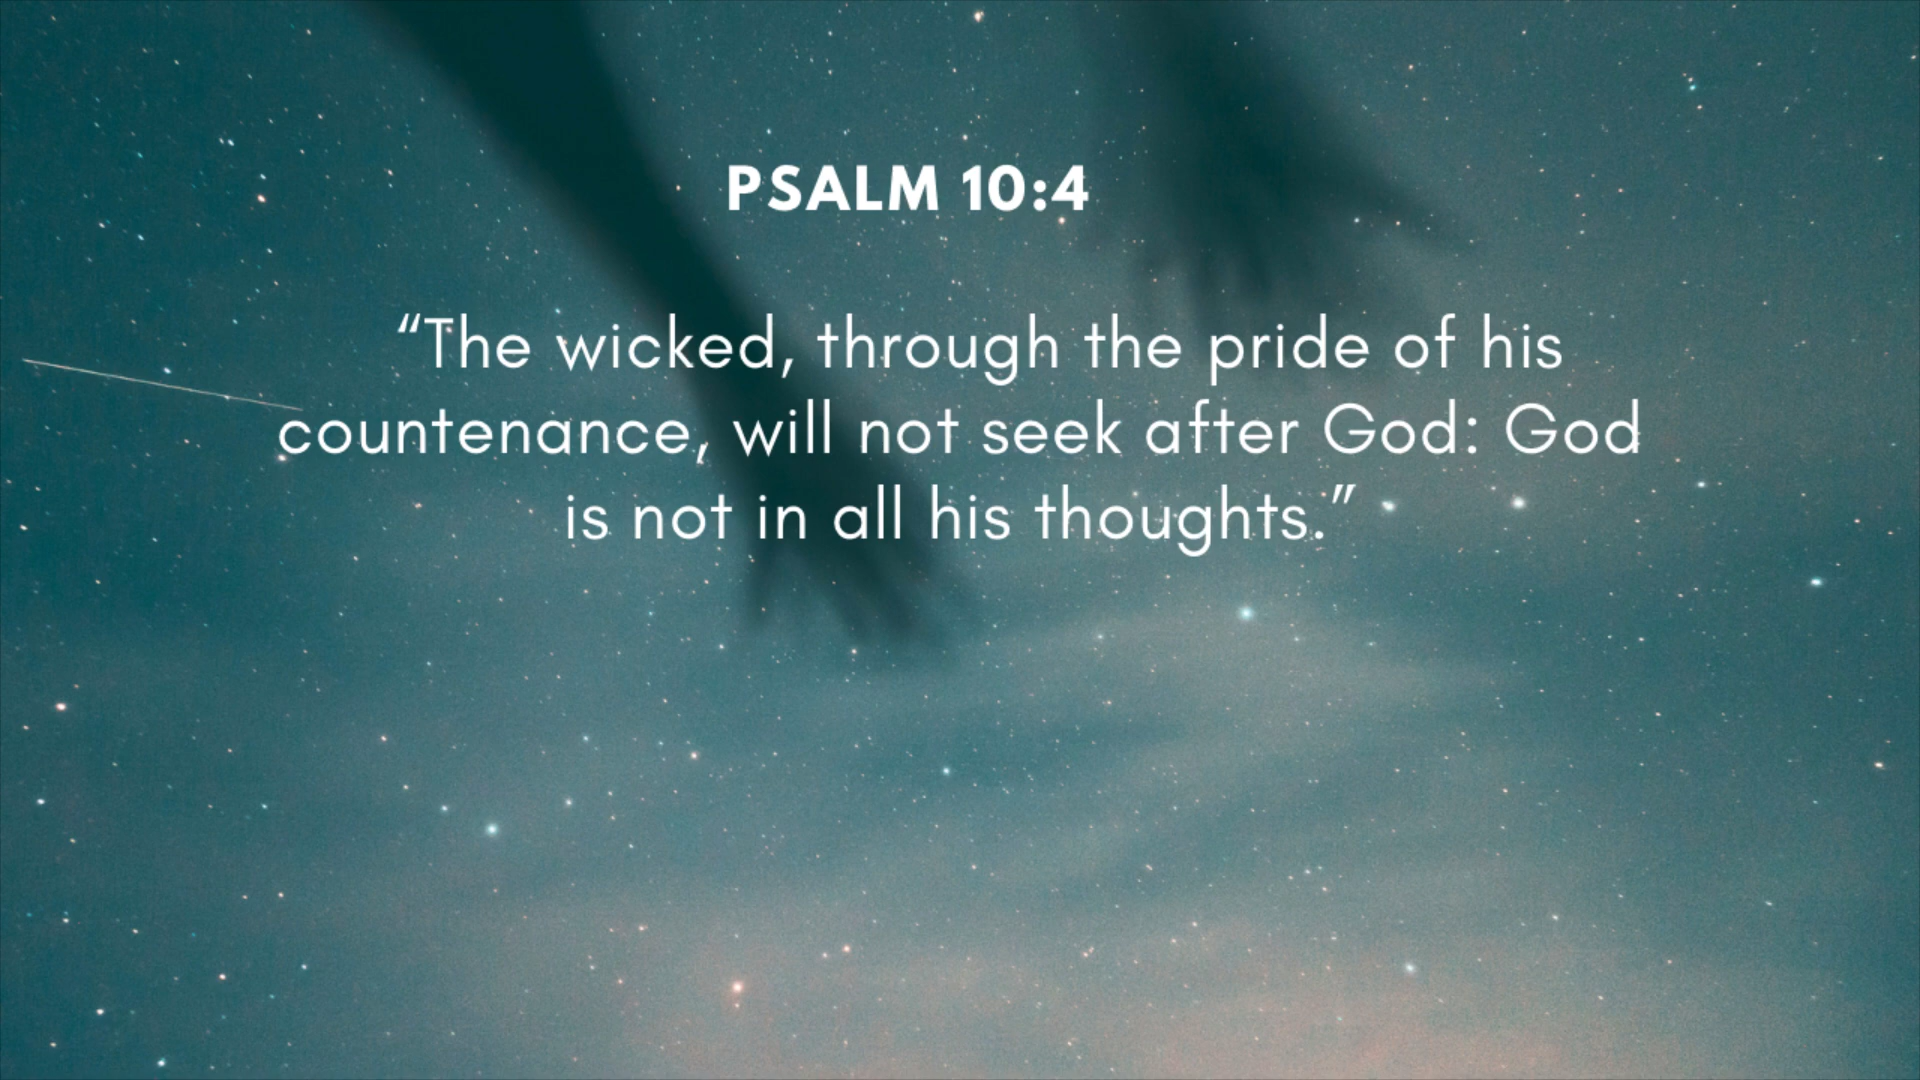 PSALM 10:4
“The wicked, through the pride of his
countenance, will not seek after God: God
is not in all his thoughts.”